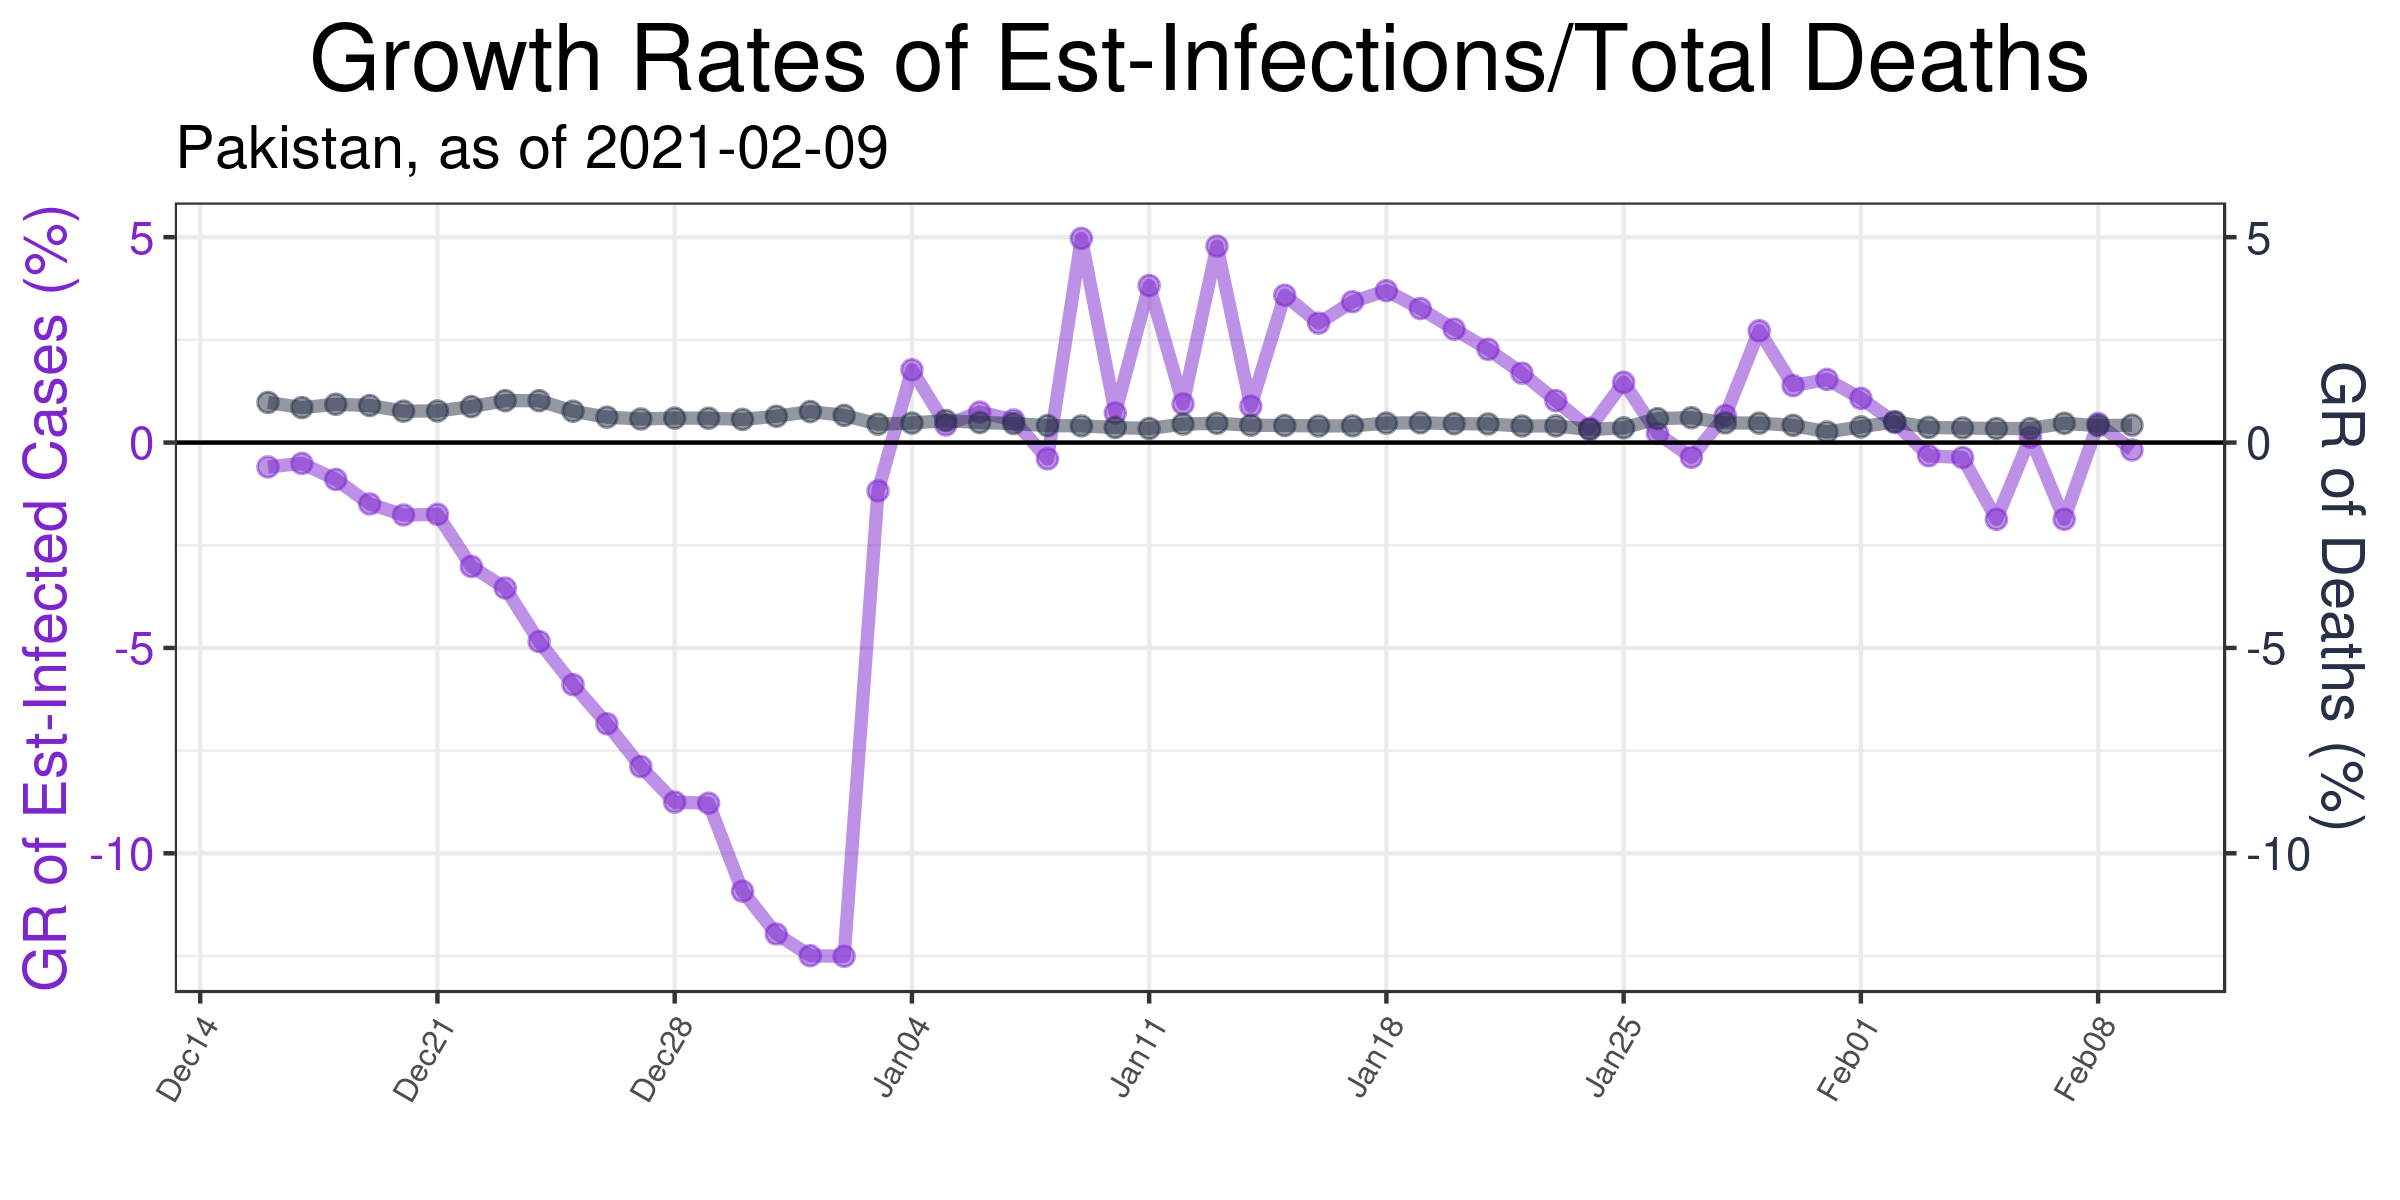 Growth Rates of Est-Infections/Total Deaths
Pakistan, as of 2021-02-09
GR of Est-Infected Cases (%)
5
0
-5
-10
5
0
-5
-10
GR of Deaths (%)
Dec14
Dec21
Dec28
Jan04
Jan11
Jan18
Jan25
Feb01
Feb08